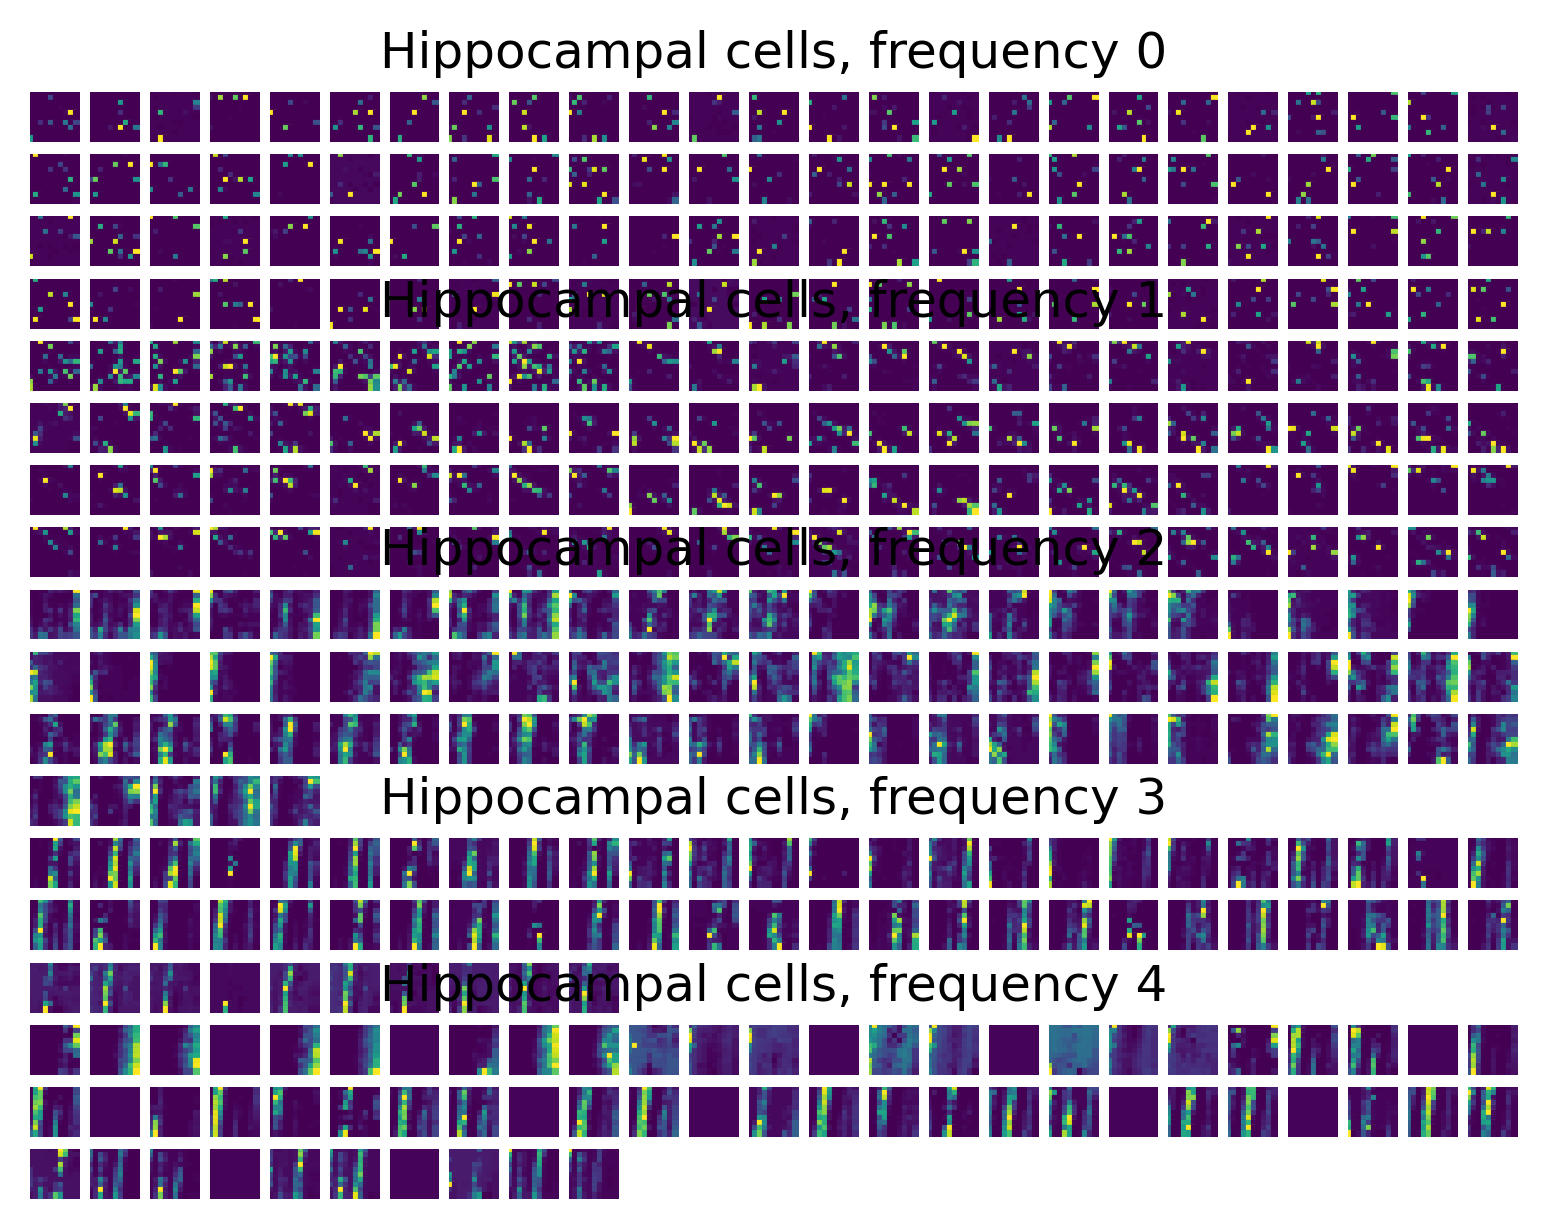 Hippocampal cells, frequency 0
Hippocampal cells, frequency 1
Hippocampal cells, frequency 2
Hippocampal cells, frequency 3
Hippocampal cells, frequency 4